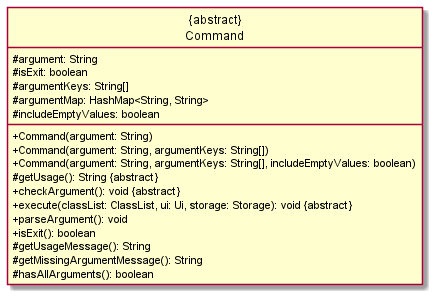 {abstract}
Command
#argument: String
#isExit: boolean
#argumentKeys: String[]
#argumentMap: HashMap<String, String>
#includeEmptyValues: boolean
+Command(argument: String)
+Command(argument: String, argumentKeys: String[])
+Command(argument: String, argumentKeys: String[], includeEmptyValues: boolean)
#getUsage(): String {abstract}
+checkArgument(): void {abstract}
+execute(classList: ClassList, ui: Ui, storage: Storage): void {abstract}
+parseArgument(): void
+isExit(): boolean
#getUsageMessage(): String
#getMissingArgumentMessage(): String
#hasAllArguments(): boolean